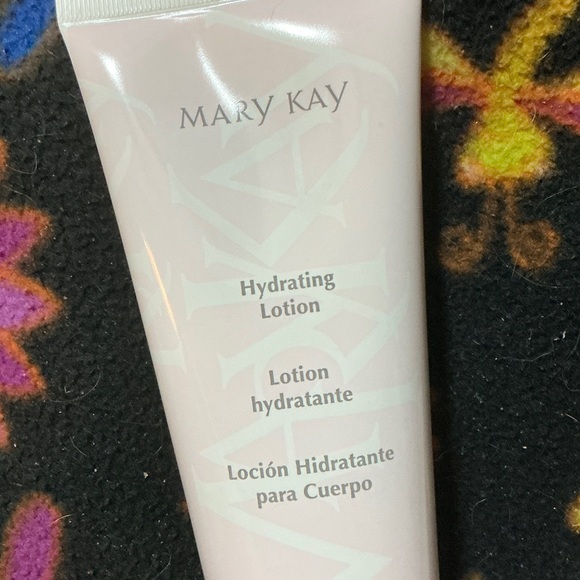 MARY KAY
Hydrating
Lotion
Lotion
hydratante
Loción Hidratante
para Cuerpo